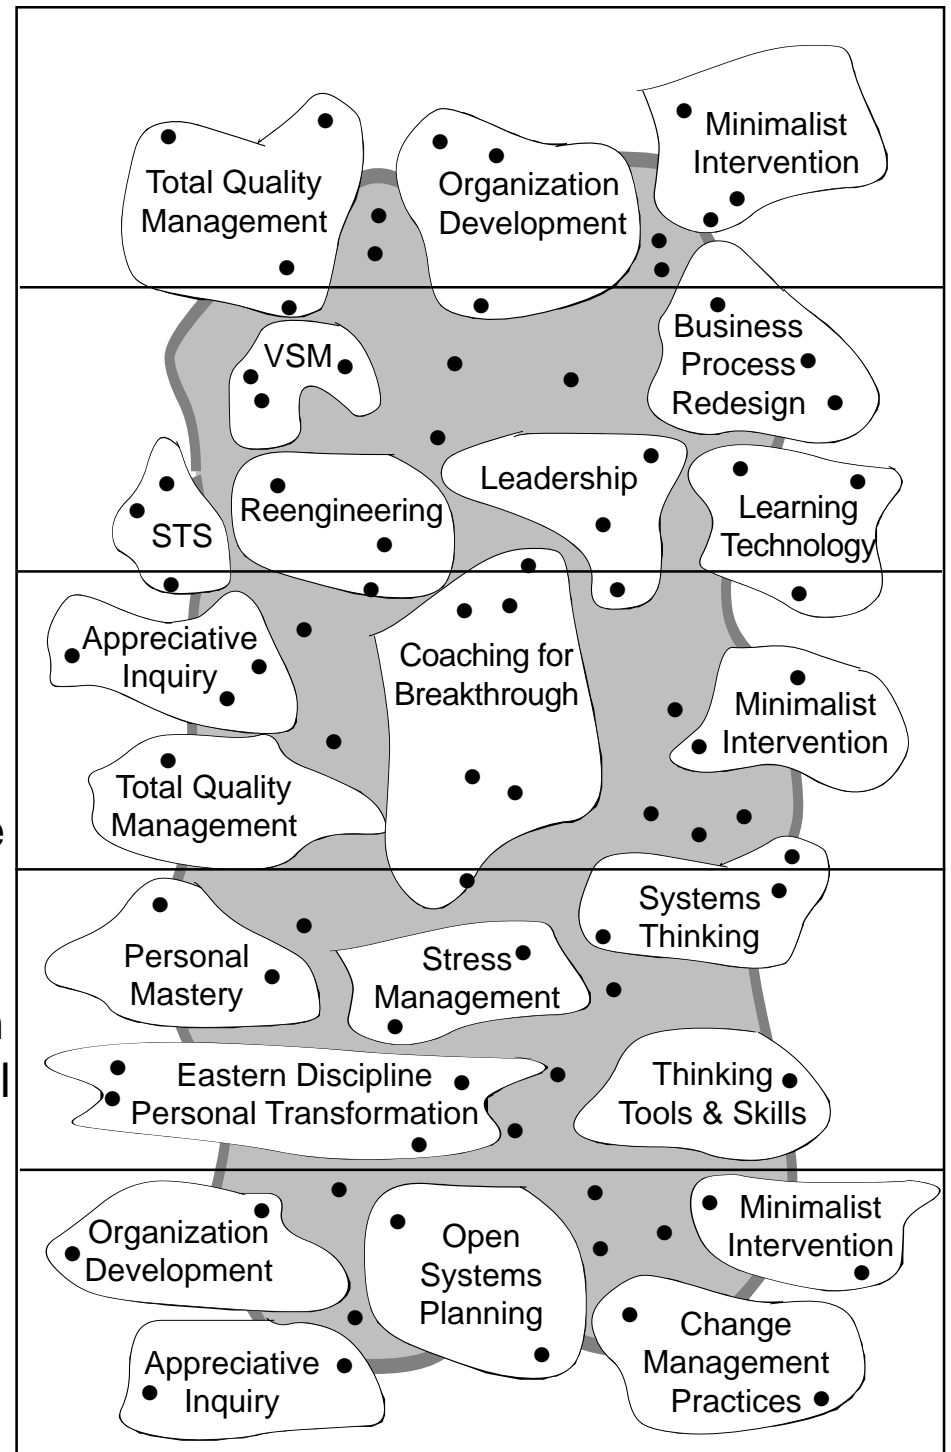 Total Quality
Management
Organization
Development
Minimalist
Intervention
VSM
Business
Process
Redesign
STS
Reengineering
Leadership
Learning
Technology
Appreciative
Inquiry
Coaching for
Breakthrough
Minimalist
Intervention
Total Quality
Management
Systems
Thinking
Personal
Mastery
Stress
Management
Eastern Discipline
Personal Transformation
Thinking
Tools & Skills
Organization
Development
Open
Systems
Planning
Minimalist
Intervention
Appreciative
Inquiry
Change
Management
Practices